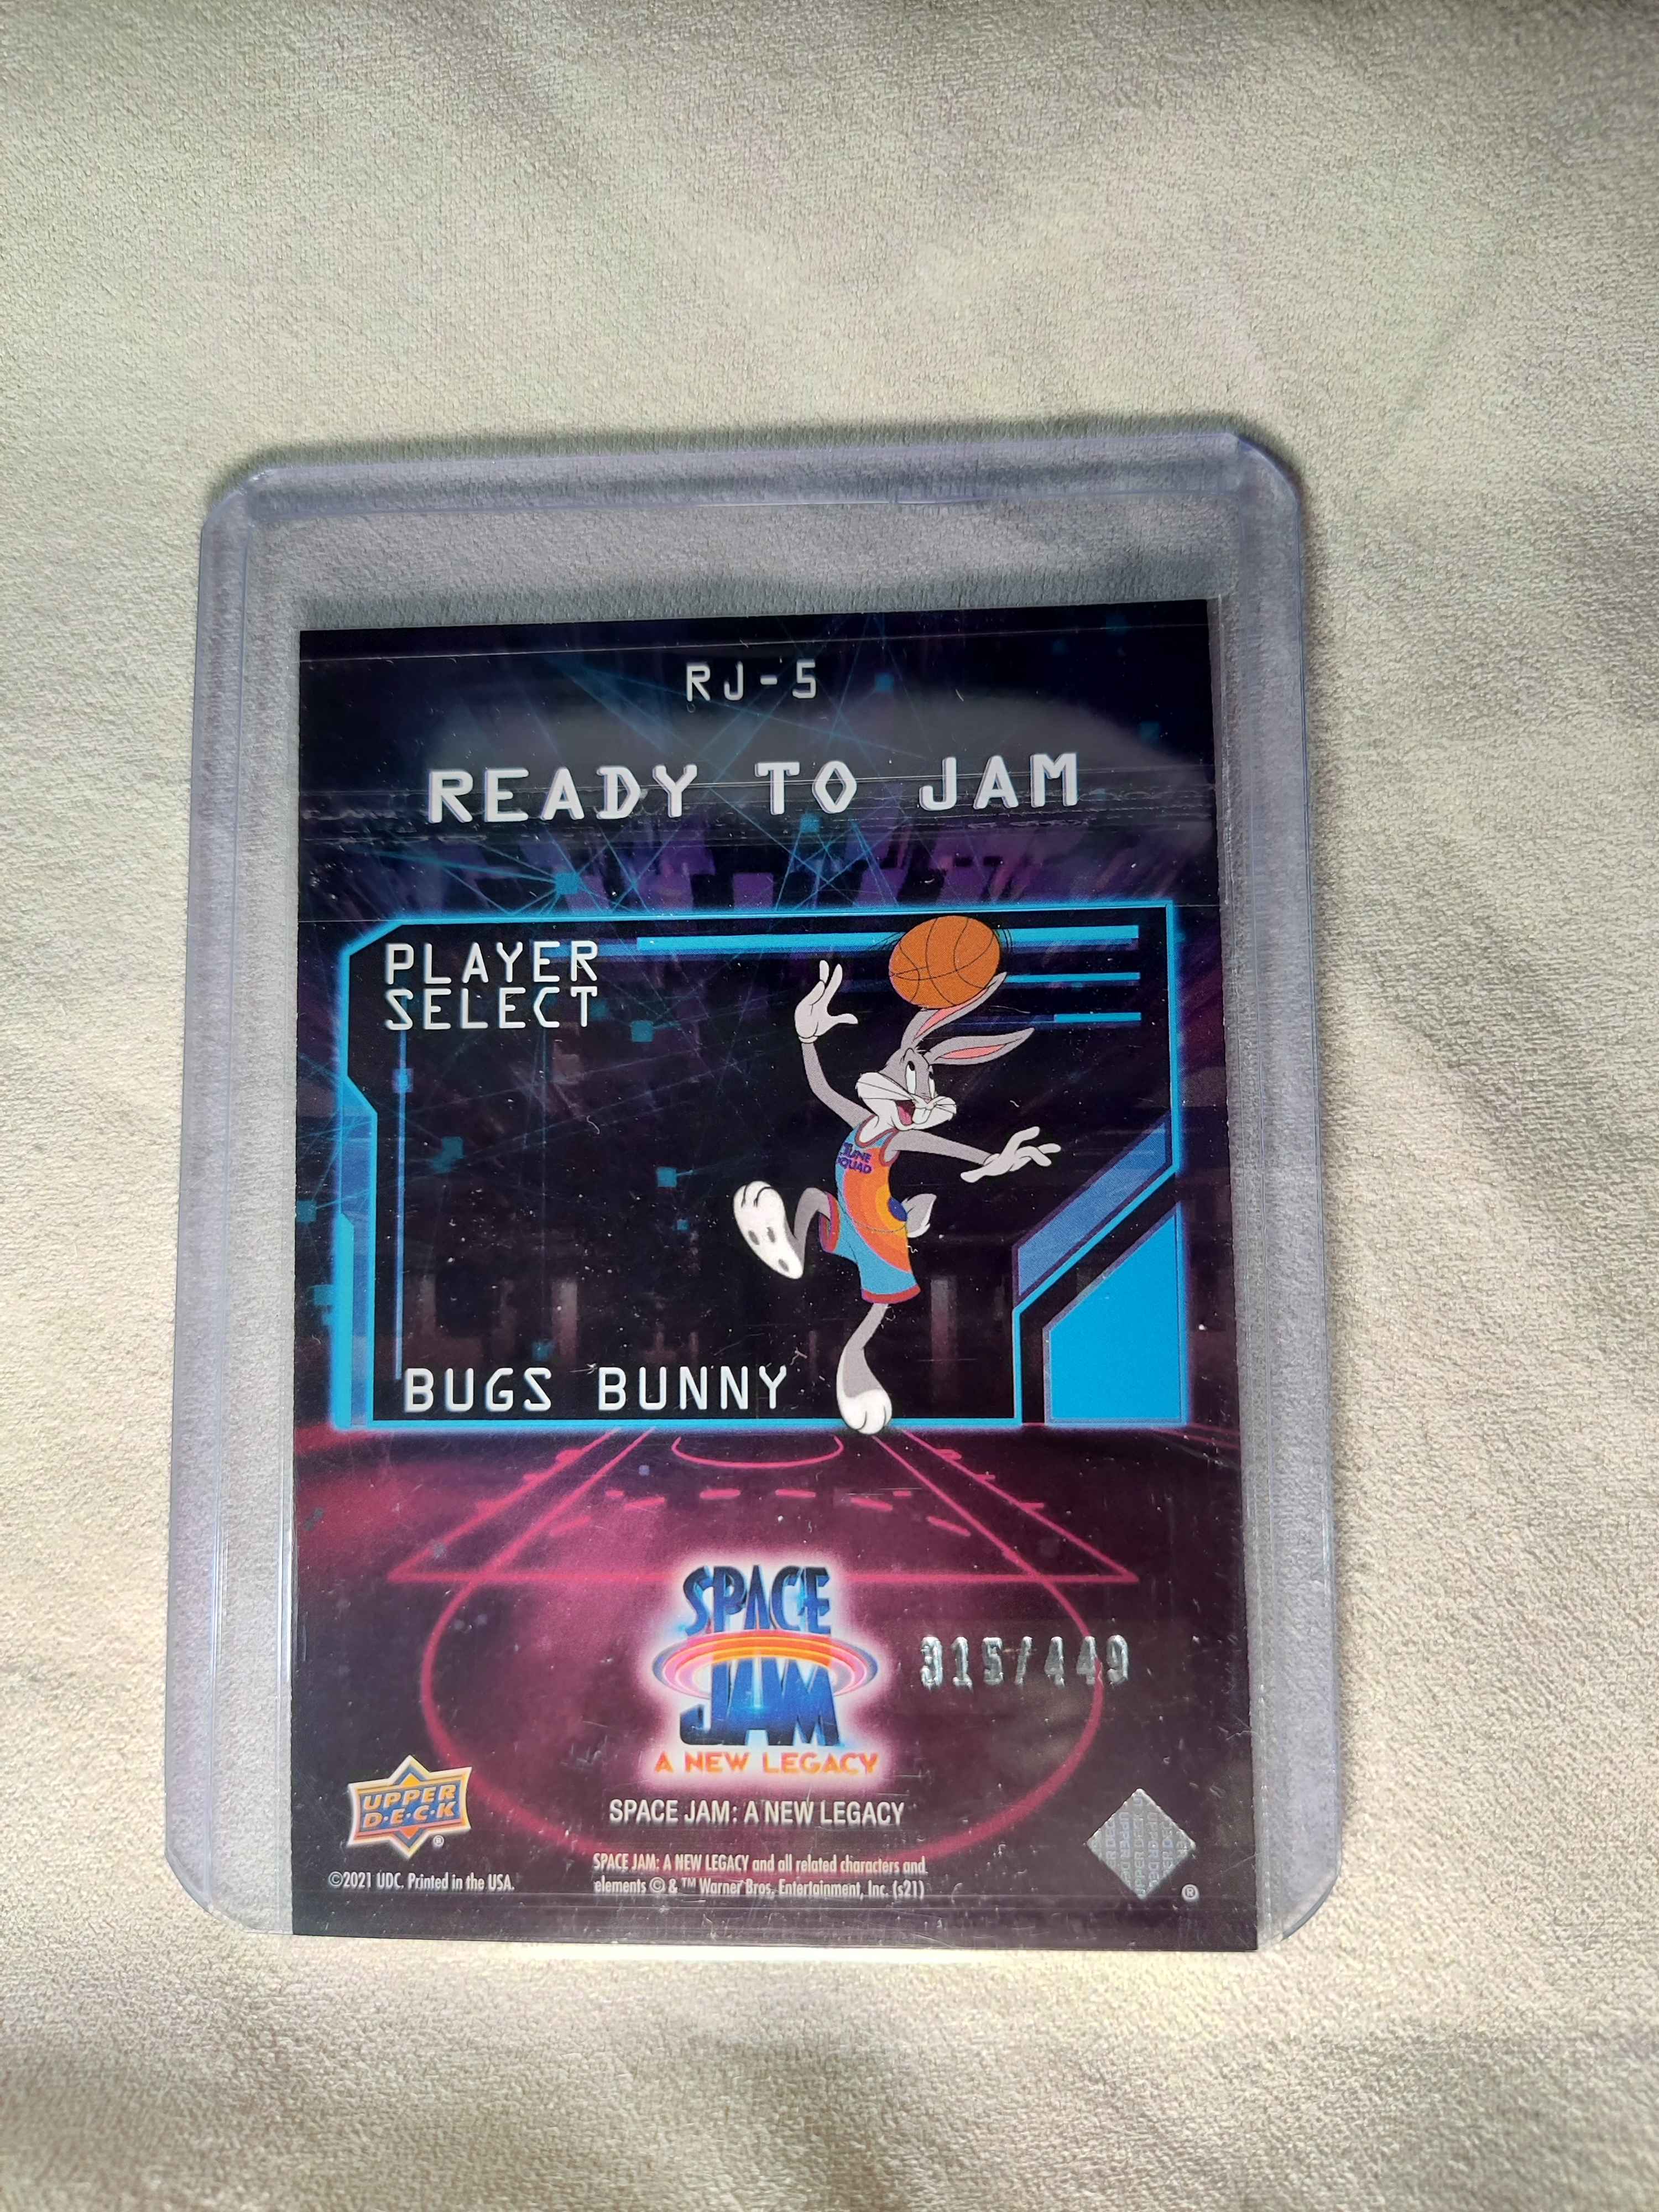 RJ-5
READY TO JAM
PLAYER
SELECT
TUNE
SQUAD
BUGS BUNNY
SPACE
JAM
A NEW LEGACY
315/449
UPPER
D·E·C·K
®
SPACE JAM: A NEW LEGACY
SPACE JAM: A NEW LEGACY and all related characters and
elements © & ™ Warner Bros. Entertainment, Inc. (s21)
©2021 UDC. Printed in the USA.
®